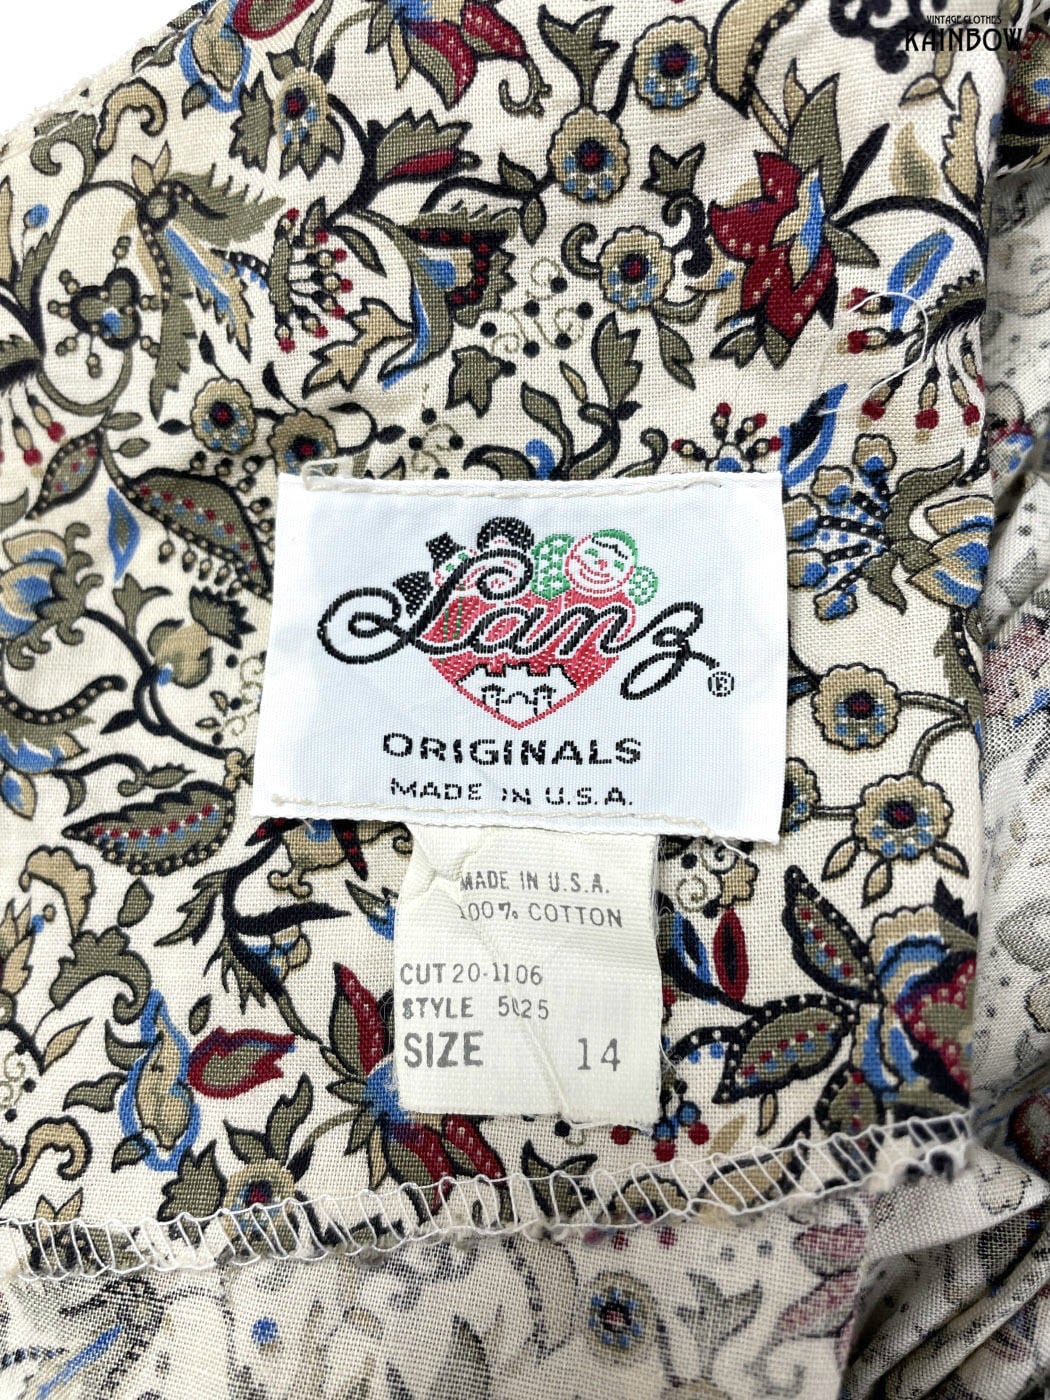 VINTAGE CLOTHES
RAINBOW
Lanz ®
ORIGINALS
MADE IN U.S.A.
MADE IN U.S.A.
100% COTTON
CUT 20-1106
STYLE 5025
SIZE 14